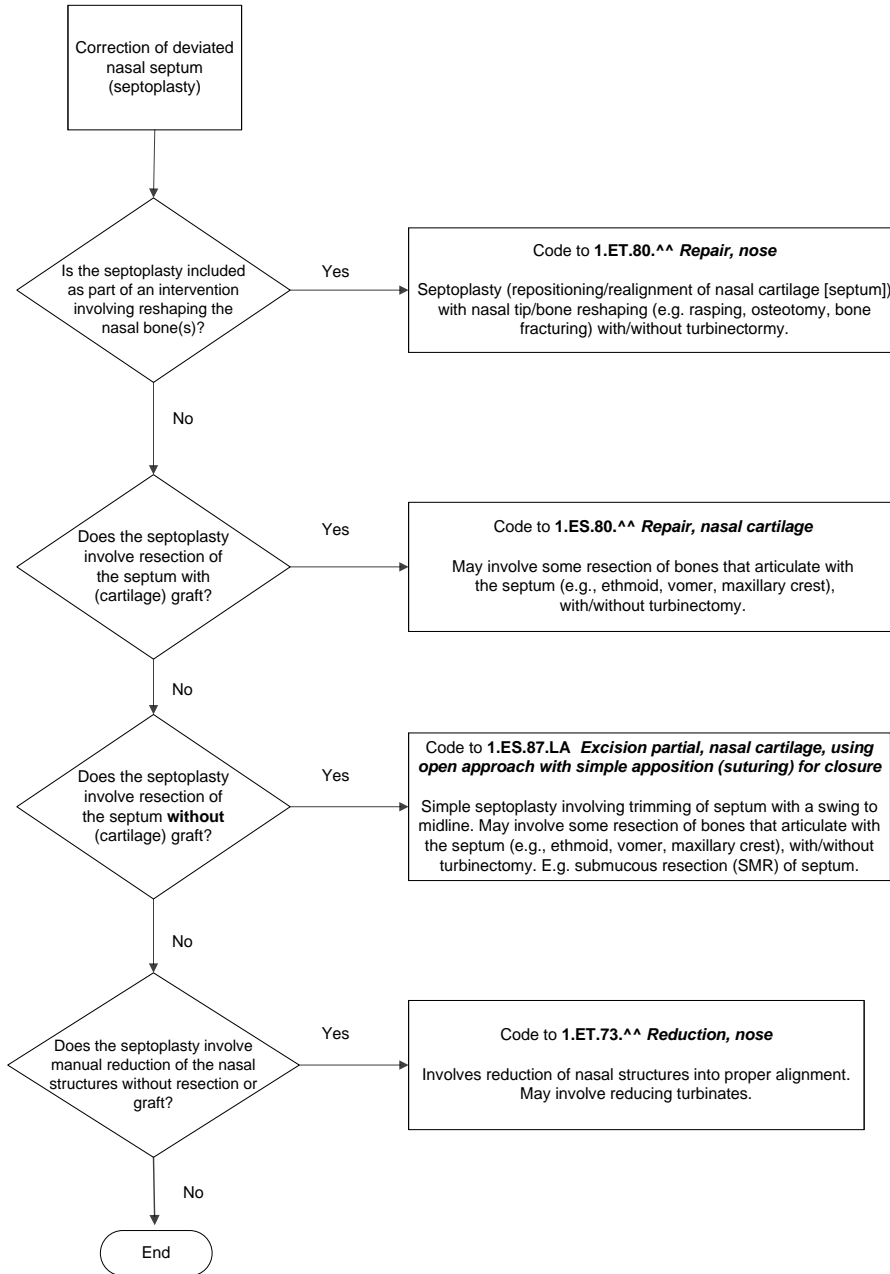 Correction of deviated
nasal septum
(septoplasty)
Is the septoplasty included
as part of an intervention
involving reshaping the
nasal bone(s)?
Yes
Code to 1.ET.80.^^ Repair, nose
Septoplasty (repositioning/realignment of nasal cartilage [septum])
with nasal tip/bone reshaping (e.g. rasping, osteotomy, bone
fracturing) with/without turbinectormy.
No
Does the septoplasty
involve resection of
the septum with
(cartilage) graft?
Yes
Code to 1.ES.80.^^ Repair, nasal cartilage
May involve some resection of bones that articulate with
the septum (e.g., ethmoid, vomer, maxillary crest),
with/without turbinectomy.
No
Does the septoplasty
involve resection of
the septum without
(cartilage) graft?
Yes
Code to 1.ES.87.LA Excision partial, nasal cartilage, using
open approach with simple apposition (suturing) for closure
Simple septoplasty involving trimming of septum with a swing to
midline. May involve some resection of bones that articulate with
the septum (e.g., ethmoid, vomer, maxillary crest), with/without
turbinectomy. E.g. submucous resection (SMR) of septum.
No
Does the septoplasty involve
manual reduction of the nasal
structures without resection or
graft?
Yes
Code to 1.ET.73.^^ Reduction, nose
Involves reduction of nasal structures into proper alignment.
May involve reducing turbinates.
No
End